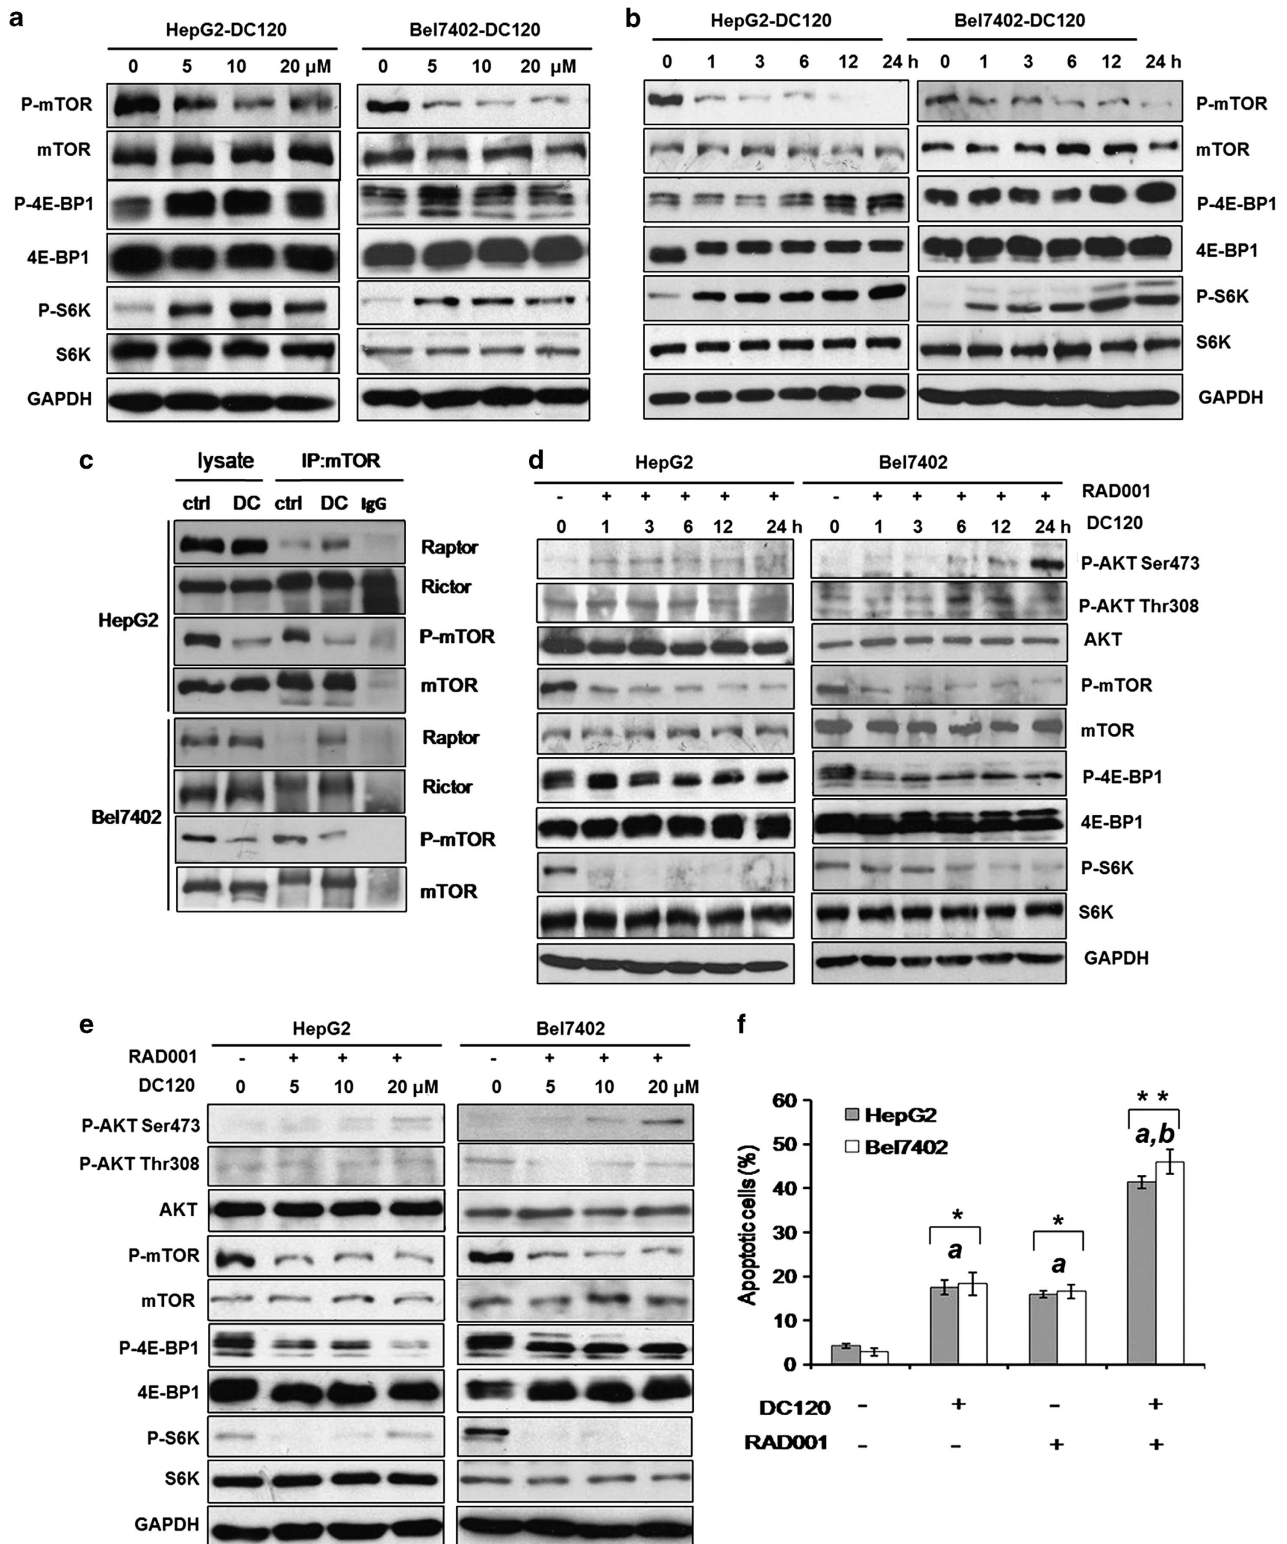 a
HepG2-DC120 Bel7402-DC120
0 5 10 20 µM 0 5 10 20 µM
P-mTOR
mTOR
P-4E-BP1
4E-BP1
P-S6K
S6K
GAPDH
b
HepG2-DC120 Bel7402-DC120
0 1 3 6 12 24 h 0 1 3 6 12 24 h
P-mTOR
mTOR
P-4E-BP1
4E-BP1
P-S6K
S6K
GAPDH
c
lysate IP:mTOR
ctrl DC ctrl DC IgG
HepG2
Raptor
Rictor
P-mTOR
mTOR
Bel7402
Raptor
Rictor
P-mTOR
mTOR
d
HepG2 Bel7402
- + + + + + - + + + + + RAD001
0 1 3 6 12 24 h 0 1 3 6 12 24 h DC120
P-AKT Ser473
P-AKT Thr308
AKT
P-mTOR
mTOR
P-4E-BP1
4E-BP1
P-S6K
S6K
GAPDH
e
HepG2 Bel7402
RAD001 - + + + - + + +
DC120 0 5 10 20 µM 0 5 10 20 µM
P-AKT Ser473
P-AKT Thr308
AKT
P-mTOR
mTOR
P-4E-BP1
4E-BP1
P-S6K
S6K
GAPDH
f
Apoptotic cells (%)
60
50
40
30
20
10
0
HepG2
Bel7402
*
a
*
a
* *
a,b
DC120 - + - +
RAD001 - - + +